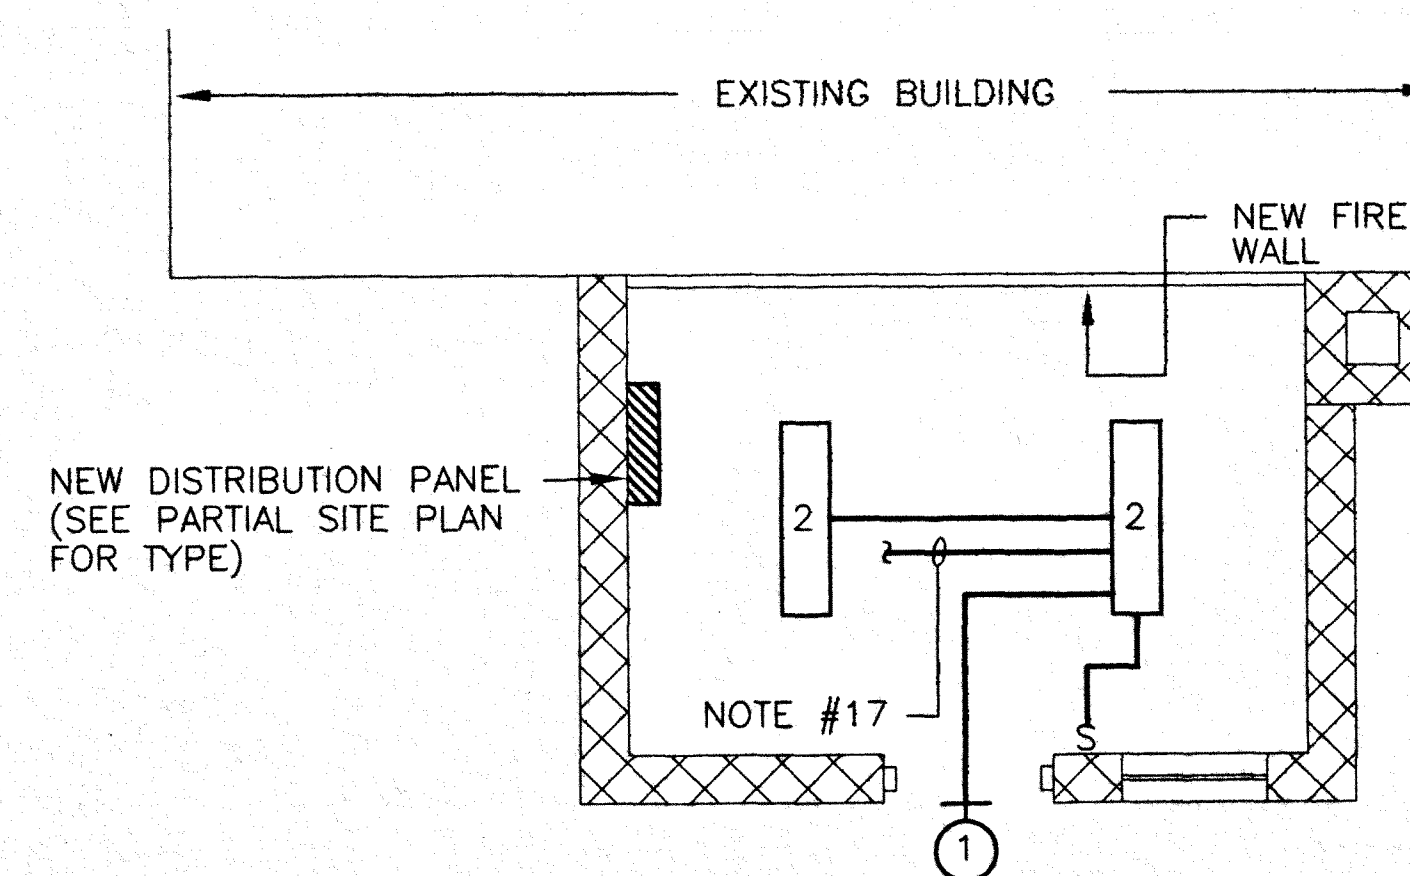 EXISTING BUILDING
NEW FIRE
WALL
NEW DISTRIBUTION PANEL
(SEE PARTIAL SITE PLAN
FOR TYPE)
2
2
NOTE #17
S
1